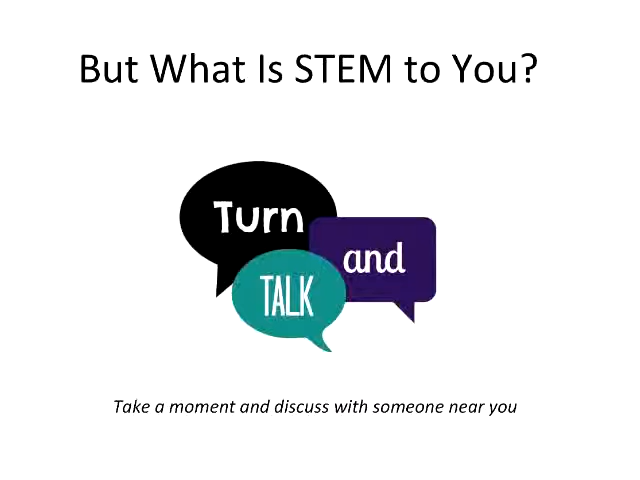 But What Is STEM to You?
Turn
and
TALK
Take a moment and discuss with someone near you